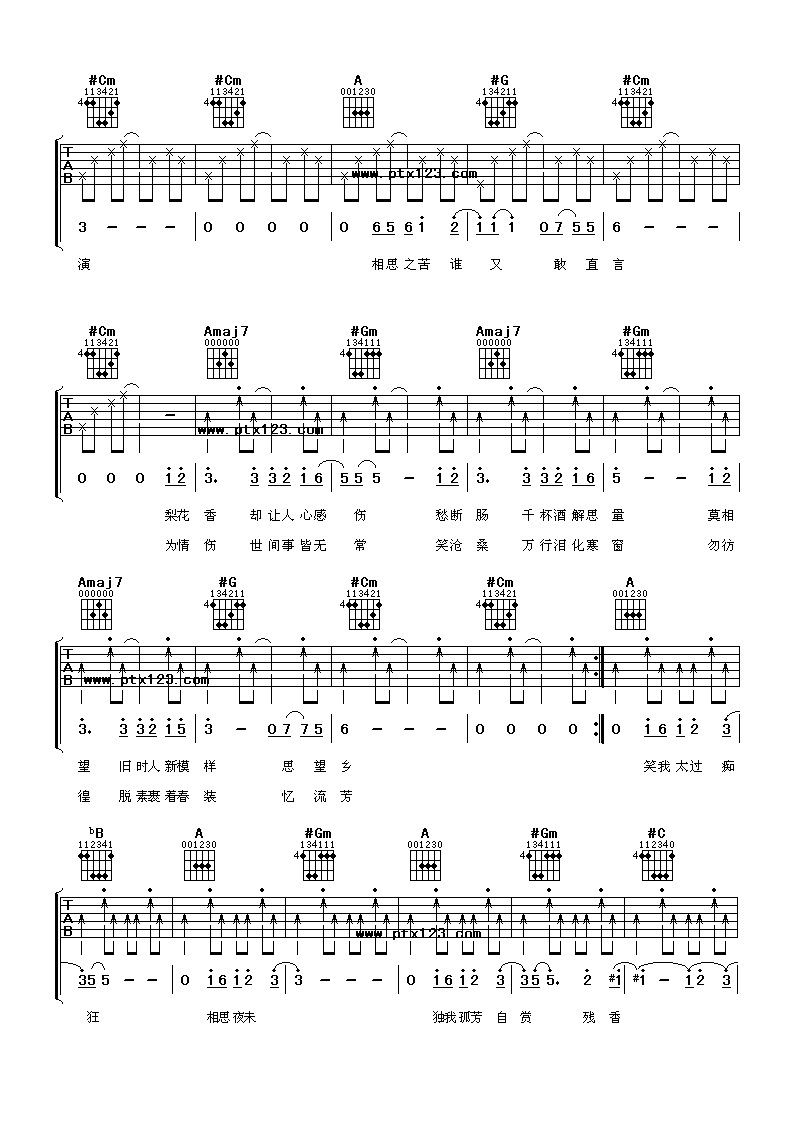 #Cm #Cm A #G #Cm
113421 113421 001230 134211 113421
4 4 4 4
T A B
www.ptx123.com
3 - - - 0 0 0 0 0 6 5 6 1 2 1 1 1 0 7 5 5 6 - - -
演 相思之苦 谁 又 敢 直 言
#Cm Amaj7 #Gm Amaj7 #Gm
113421 000000 134111 000000 134111
4 4 4
T A B
www.ptx123.com
0 0 0 1 2 3. 3 3 2 1 6 5 5 5 - 1 2 3. 3 3 2 1 6 5 - - 1 2
梨花 香 却 让人 心感 伤 愁断 肠 千 杯酒 解思 量 莫相
为情 伤 世 间事 皆无 常 笑沧 桑 万 行泪 化寒 窗 勿彷
Amaj7 #G #Cm #Cm A
000000 134211 113421 113421 001230
4 4 4
T A B
www.ptx123.com
3. 3 3 2 1 5 3 - 0 7 7 5 6 - - - 0 0 0 0 0 1 6 1 2 3
望 旧 时人 新模 样 思 望 乡 笑我 太过 痴
徨 脱 素裹 着春 装 忆 流 芳
bB A #Gm A #Gm #C
112341 001230 134111 001230 134111 112340
4 4 4
T A B
www.ptx123.com
3 5 5 - - 0 1 6 1 2 3 3 - - - 0 1 6 1 2 3 3 5 5. 2 #1 #1 - 1 2 3
狂 相思夜未 独我孤芳 自 赏 残 香